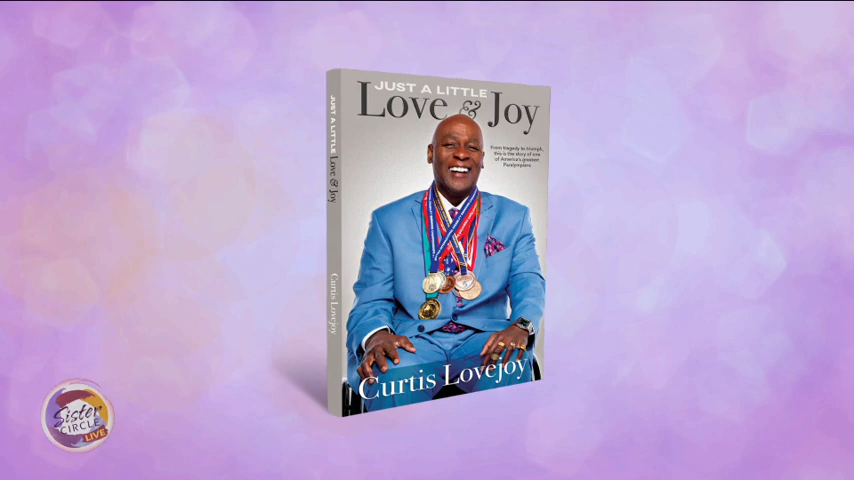 JUST A LITTLE
Love & Joy
From tragedy to triumph,
this is the story of one
of America's greatest
Paralympians
Curtis Lovejoy
JUST A LITTLE Love & Joy
Curtis Lovejoy
Sister
CIRCLE
LIVE